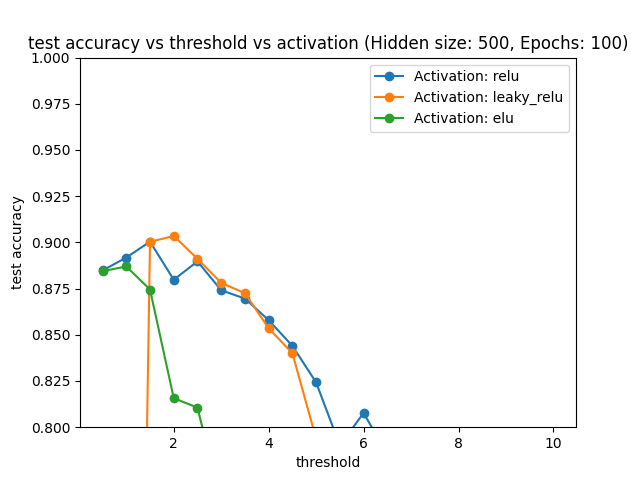 test accuracy vs threshold vs activation (Hidden size: 500, Epochs: 100)
Activation: relu
Activation: leaky_relu
Activation: elu
test accuracy
1.000
0.975
0.950
0.925
0.900
0.875
0.850
0.825
0.800
2 4 6 8 10
threshold